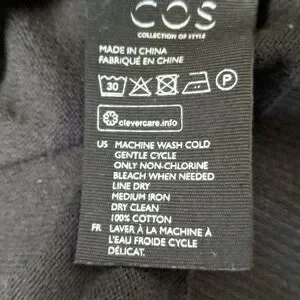 COS
COLLECTION OF STYLE
MADE IN CHINA
FABRIQUÉ EN CHINE
30
P
clevercare.info
US MACHINE WASH COLD
GENTLE CYCLE
ONLY NON-CHLORINE
BLEACH WHEN NEEDED
LINE DRY
MEDIUM IRON
DRY CLEAN
100% COTTON
FR LAVER À LA MACHINE À
L'EAU FROIDE CYCLE
DÉLICAT.